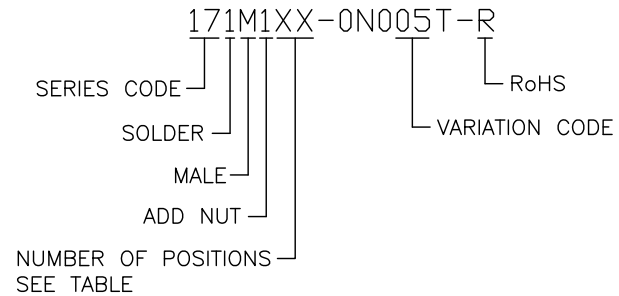 171M1XX-0N005T-R
SERIES CODE
RoHS
SOLDER
VARIATION CODE
MALE
ADD NUT
NUMBER OF POSITIONS
SEE TABLE